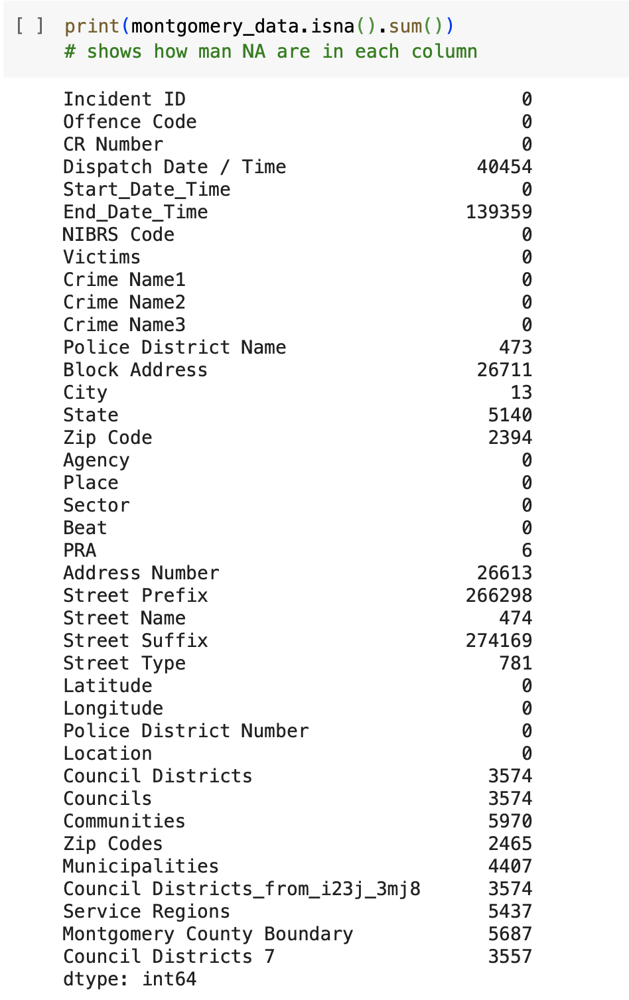 [ ] print(montgomery_data.isna().sum())
# shows how man NA are in each column
Incident ID 0
Offence Code 0
CR Number 0
Dispatch Date / Time 40454
Start_Date_Time 0
End_Date_Time 139359
NIBRS Code 0
Victims 0
Crime Name1 0
Crime Name2 0
Crime Name3 0
Police District Name 473
Block Address 26711
City 13
State 5140
Zip Code 2394
Agency 0
Place 0
Sector 0
Beat 0
PRA 6
Address Number 26613
Street Prefix 266298
Street Name 474
Street Suffix 274169
Street Type 781
Latitude 0
Longitude 0
Police District Number 0
Location 0
Council Districts 3574
Councils 3574
Communities 5970
Zip Codes 2465
Municipalities 4407
Council Districts_from_i23j_3mj8 3574
Service Regions 5437
Montgomery County Boundary 5687
Council Districts 7 3557
dtype: int64